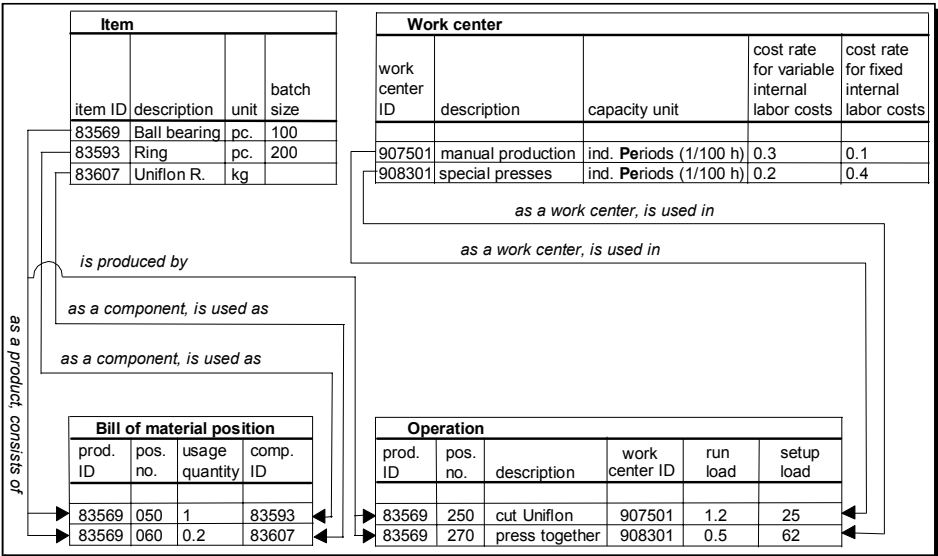 Item
item ID description unit batch size
83569 Ball bearing pc. 100
83593 Ring pc. 200
83607 Uniflon R. kg
Work center
work center ID description capacity unit cost rate for variable internal labor costs cost rate for fixed internal labor costs
907501 manual production ind. Periods (1/100 h) 0.3 0.1
908301 special presses ind. Periods (1/100 h) 0.2 0.4
as a work center, is used in
as a work center, is used in
is produced by
as a component, is used as
as a component, is used as
as a product, consists of
Bill of material position
prod. ID pos. no. usage quantity comp. ID
83569 050 1 83593
83569 060 0.2 83607
Operation
prod. ID pos. no. description work center ID run load setup load
83569 250 cut Uniflon 907501 1.2 25
83569 270 press together 908301 0.5 62